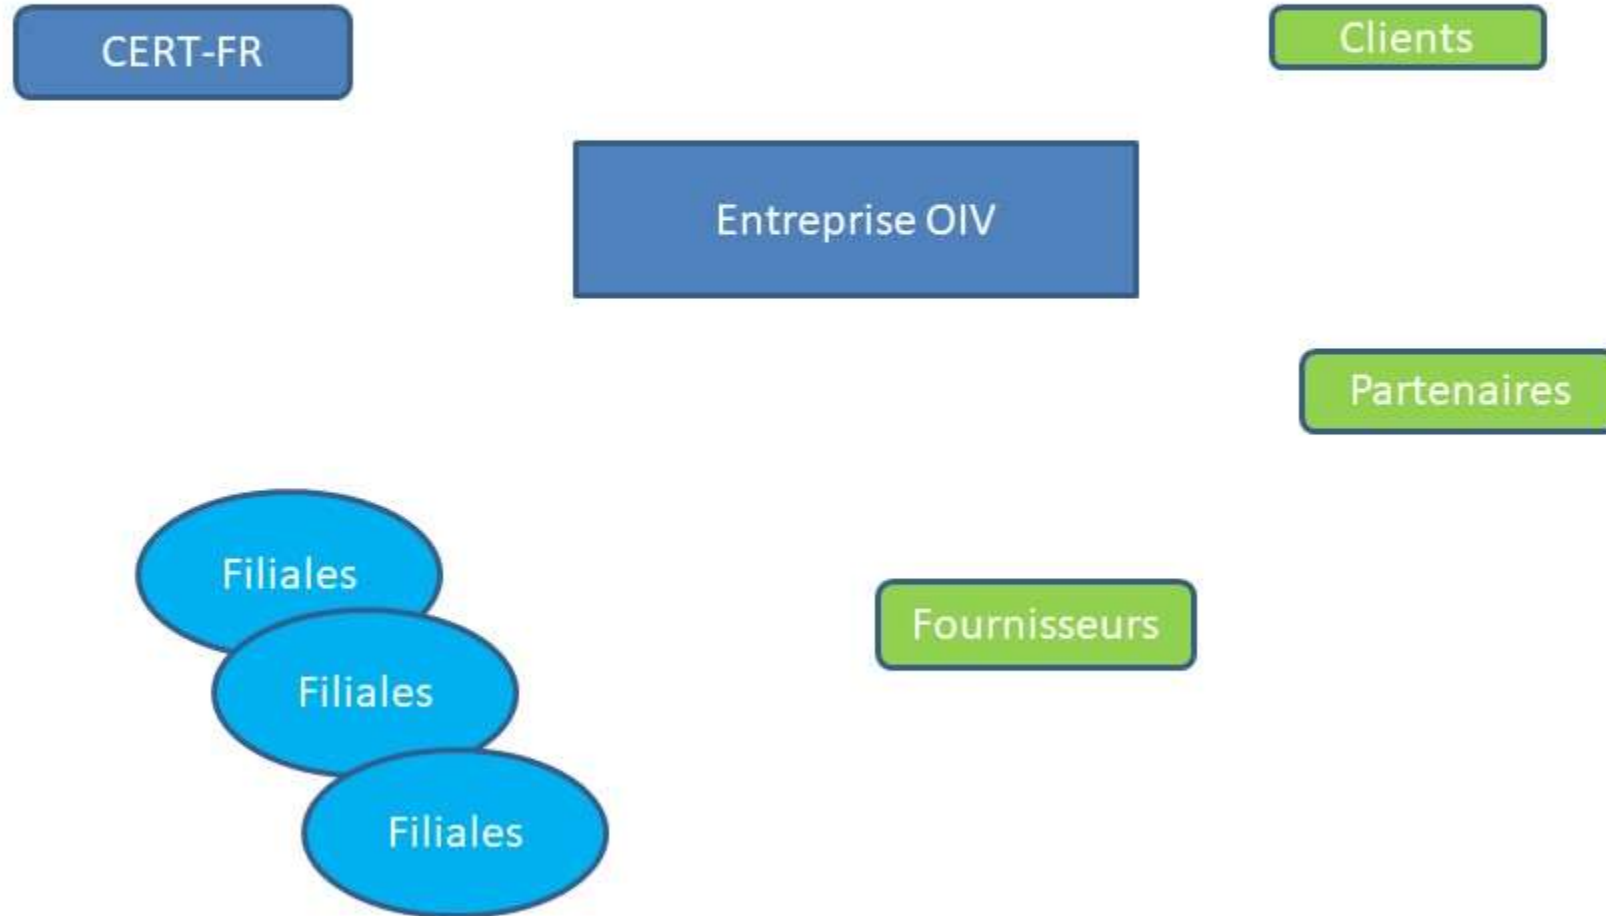 CERT-FR
Clients
Entreprise OIV
Partenaires
Filiales
Fournisseurs
Filiales
Filiales